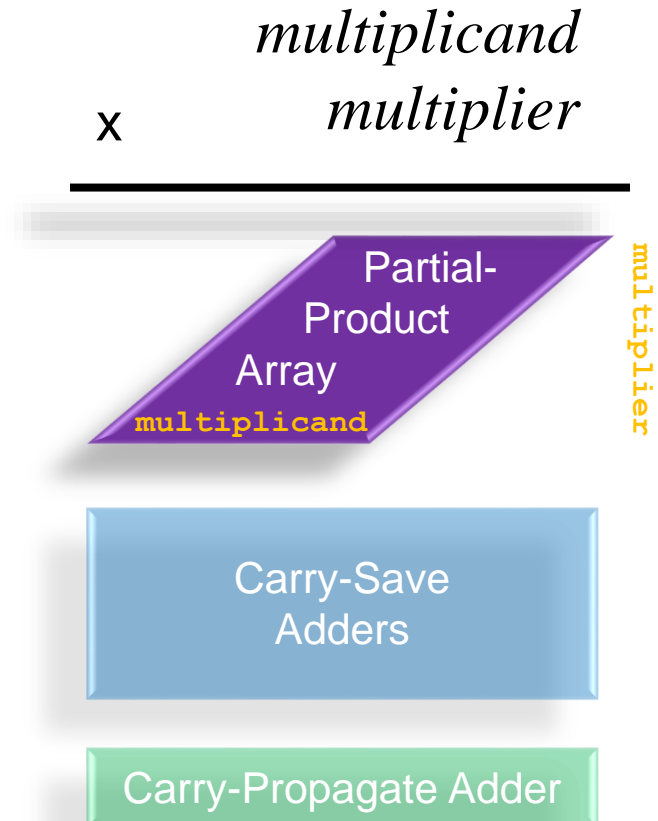 multiplicand
x multiplier
Partial-
Product
Array
multiplicand
multiplier
Carry-Save
Adders
Carry-Propagate Adder